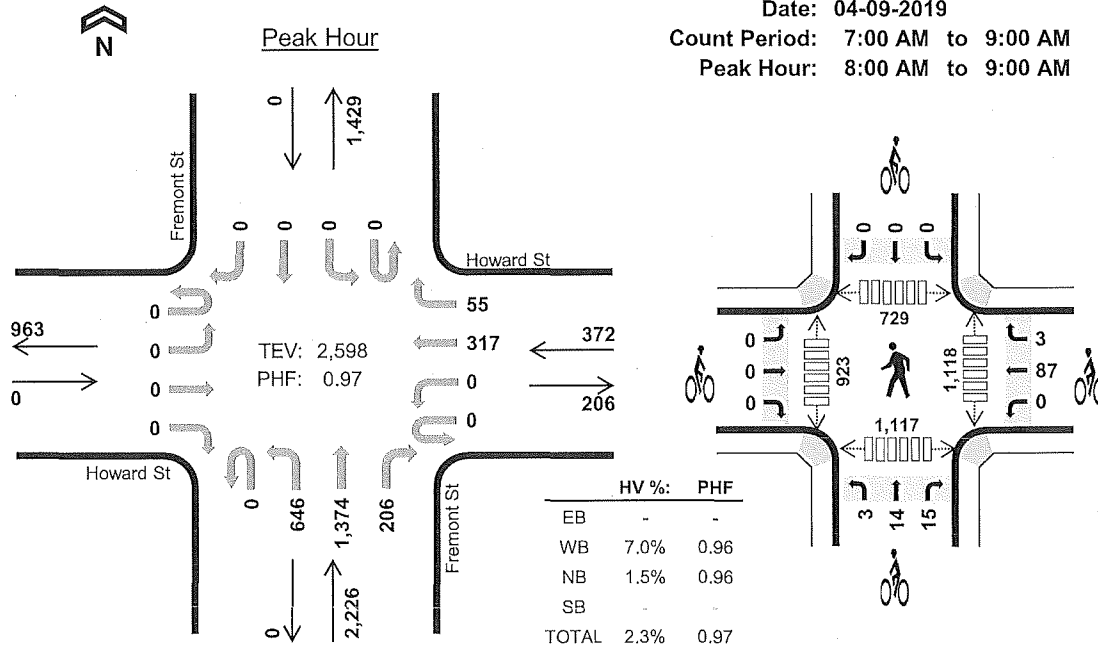 N
Peak Hour
Date: 04-09-2019
Count Period: 7:00 AM to 9:00 AM
Peak Hour: 8:00 AM to 9:00 AM
0
1,429
Fremont St
0 0 0 0
Howard St
0
0
0
0
963
0
TEV: 2,598
PHF: 0.97
55
317
0
0
372
206
Howard St
0
646
1,374
206
Fremont St
0
2,226
HV %: PHF
EB - -
WB 7.0% 0.96
NB 1.5% 0.96
SB - -
TOTAL 2.3% 0.97
0 0 0
729
0
0
0
923
1,118
3
87
0
1,117
3
14
15